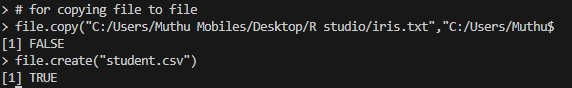 > # for copying file to file
> file.copy("C:/Users/Muthu Mobiles/Desktop/R studio/iris.txt","C:/Users/Muthu$
[1] FALSE
> file.create("student.csv")
[1] TRUE